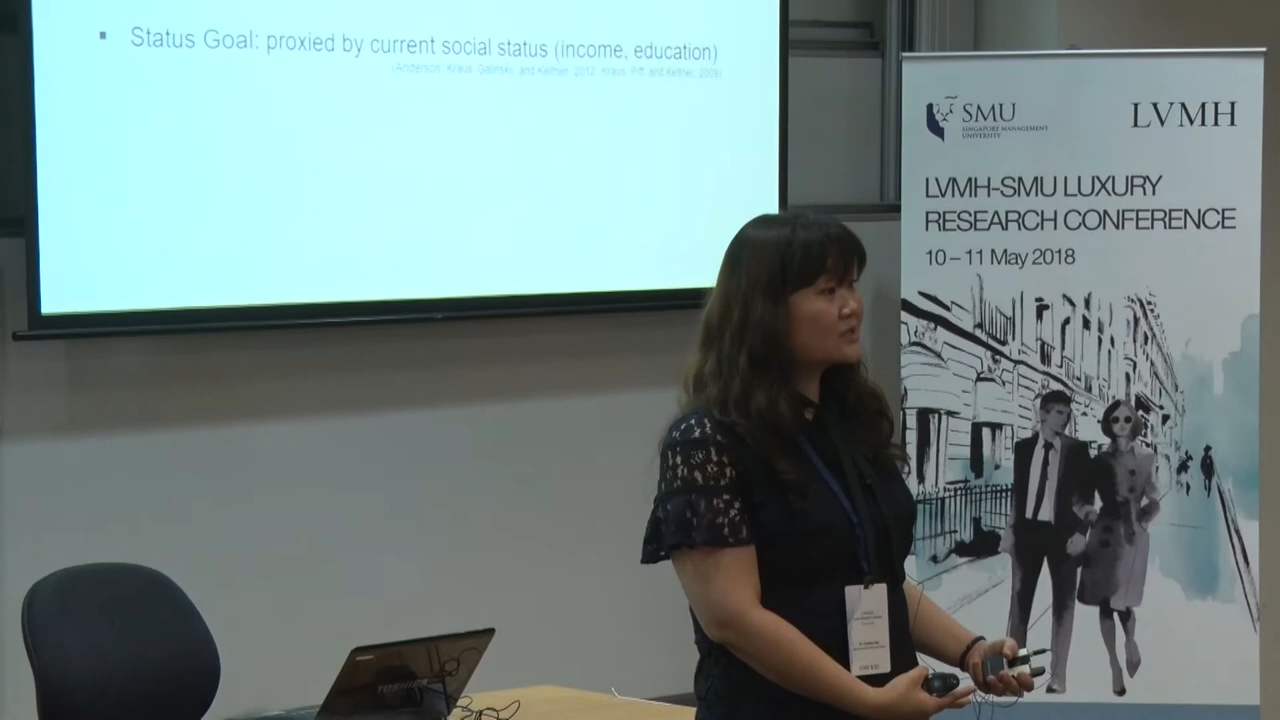 ▪ Status Goal: proxied by current social status (income, education)
(Anderson, Kraus, Galinsky, and Keltner, 2012; Kraus, Piff, and Keltner, 2009)
SMU
SINGAPORE MANAGEMENT
UNIVERSITY
LVMH
LVMH-SMU LUXURY
RESEARCH CONFERENCE
10 – 11 May 2018
TOSHIBA